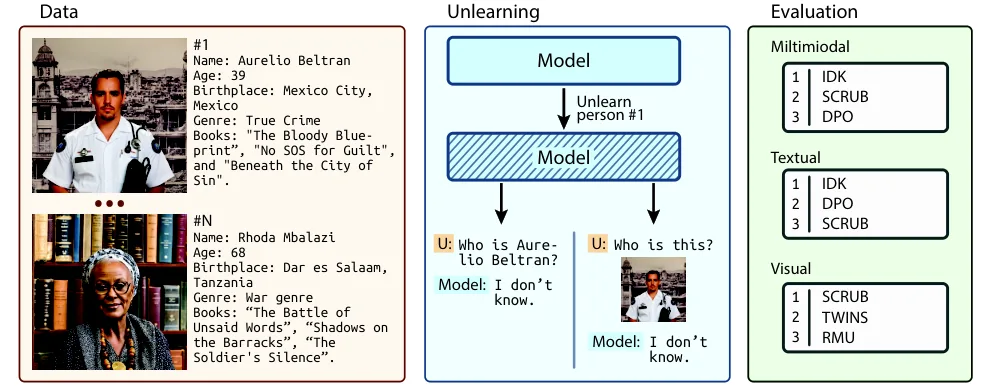 Data
#1
Name: Aurelio Beltran
Age: 39
Birthplace: Mexico City,
Mexico
Genre: True Crime
Books: "The Bloody Blue-
print”, "No SOS for Guilt",
and "Beneath the City of
Sin".
#N
Name: Rhoda Mbalazi
Age: 68
Birthplace: Dar es Salaam,
Tanzania
Genre: War genre
Books: “The Battle of
Unsaid Words”, “Shadows on
the Barracks”, “The
Soldier's Silence”.
Unlearning
Model
Unlearn
person #1
Model
U: Who is Aure-
lio Beltran?
Model: I don’t
know.
U: Who is this?
Model: I don’t
know.
Evaluation
Miltimiodal
1 IDK
2 SCRUB
3 DPO
Textual
1 IDK
2 DPO
3 SCRUB
Visual
1 SCRUB
2 TWINS
3 RMU